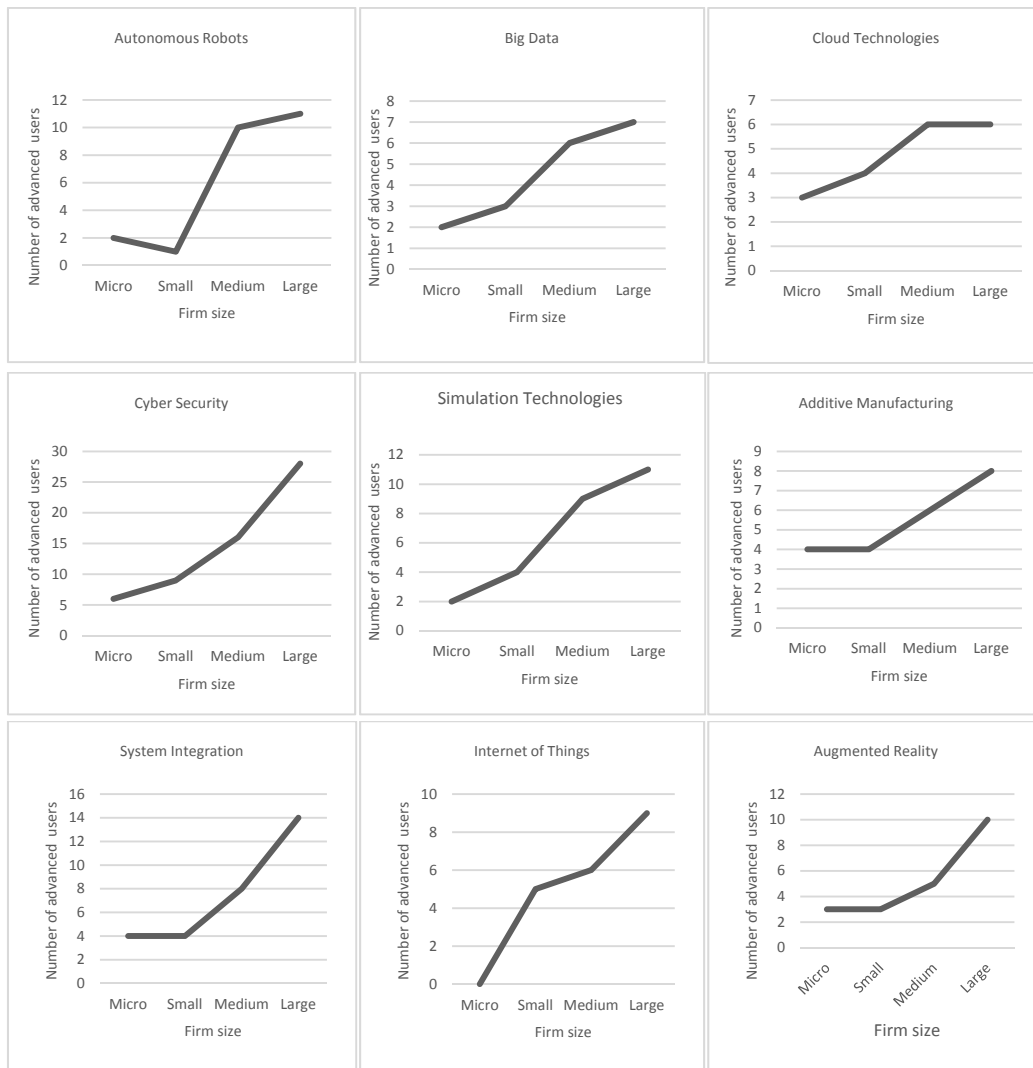 Autonomous Robots
Number of advanced users
12
10
8
6
4
2
0
Micro Small Medium Large
Firm size
Big Data
Number of advanced users
8
7
6
5
4
3
2
1
0
Micro Small Medium Large
Firm size
Cloud Technologies
Number of advanced users
7
6
5
4
3
2
1
0
Micro Small Medium Large
Firm size
Cyber Security
Number of advanced users
30
25
20
15
10
5
0
Micro Small Medium Large
Firm size
Simulation Technologies
Number of advanced users
12
10
8
6
4
2
0
Micro Small Medium Large
Firm size
Additive Manufacturing
Number of advanced users
9
8
7
6
5
4
3
2
1
0
Micro Small Medium Large
Firm size
System Integration
Number of advanced users
16
14
12
10
8
6
4
2
0
Micro Small Medium Large
Firm size
Internet of Things
Number of advanced users
10
8
6
4
2
0
Micro Small Medium Large
Firm size
Augmented Reality
Number of advanced users
12
10
8
6
4
2
0
Micro Small Medium Large
Firm size